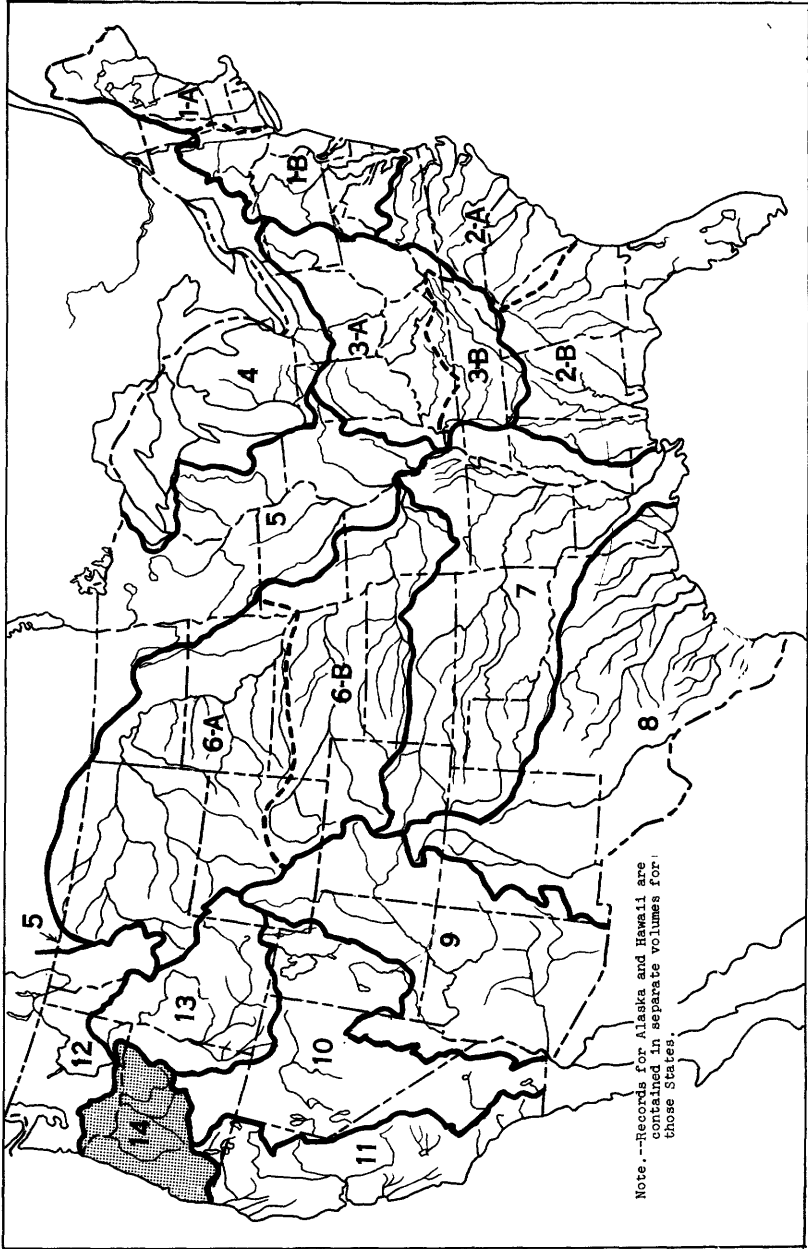 1-A
1-B
2-A
2-B
3-A
3-B
4
5
6-A
6-B
7
8
5
9
10
11
12
13
14
Note.--Records for Alaska and Hawaii are
contained in separate volumes for
those States.